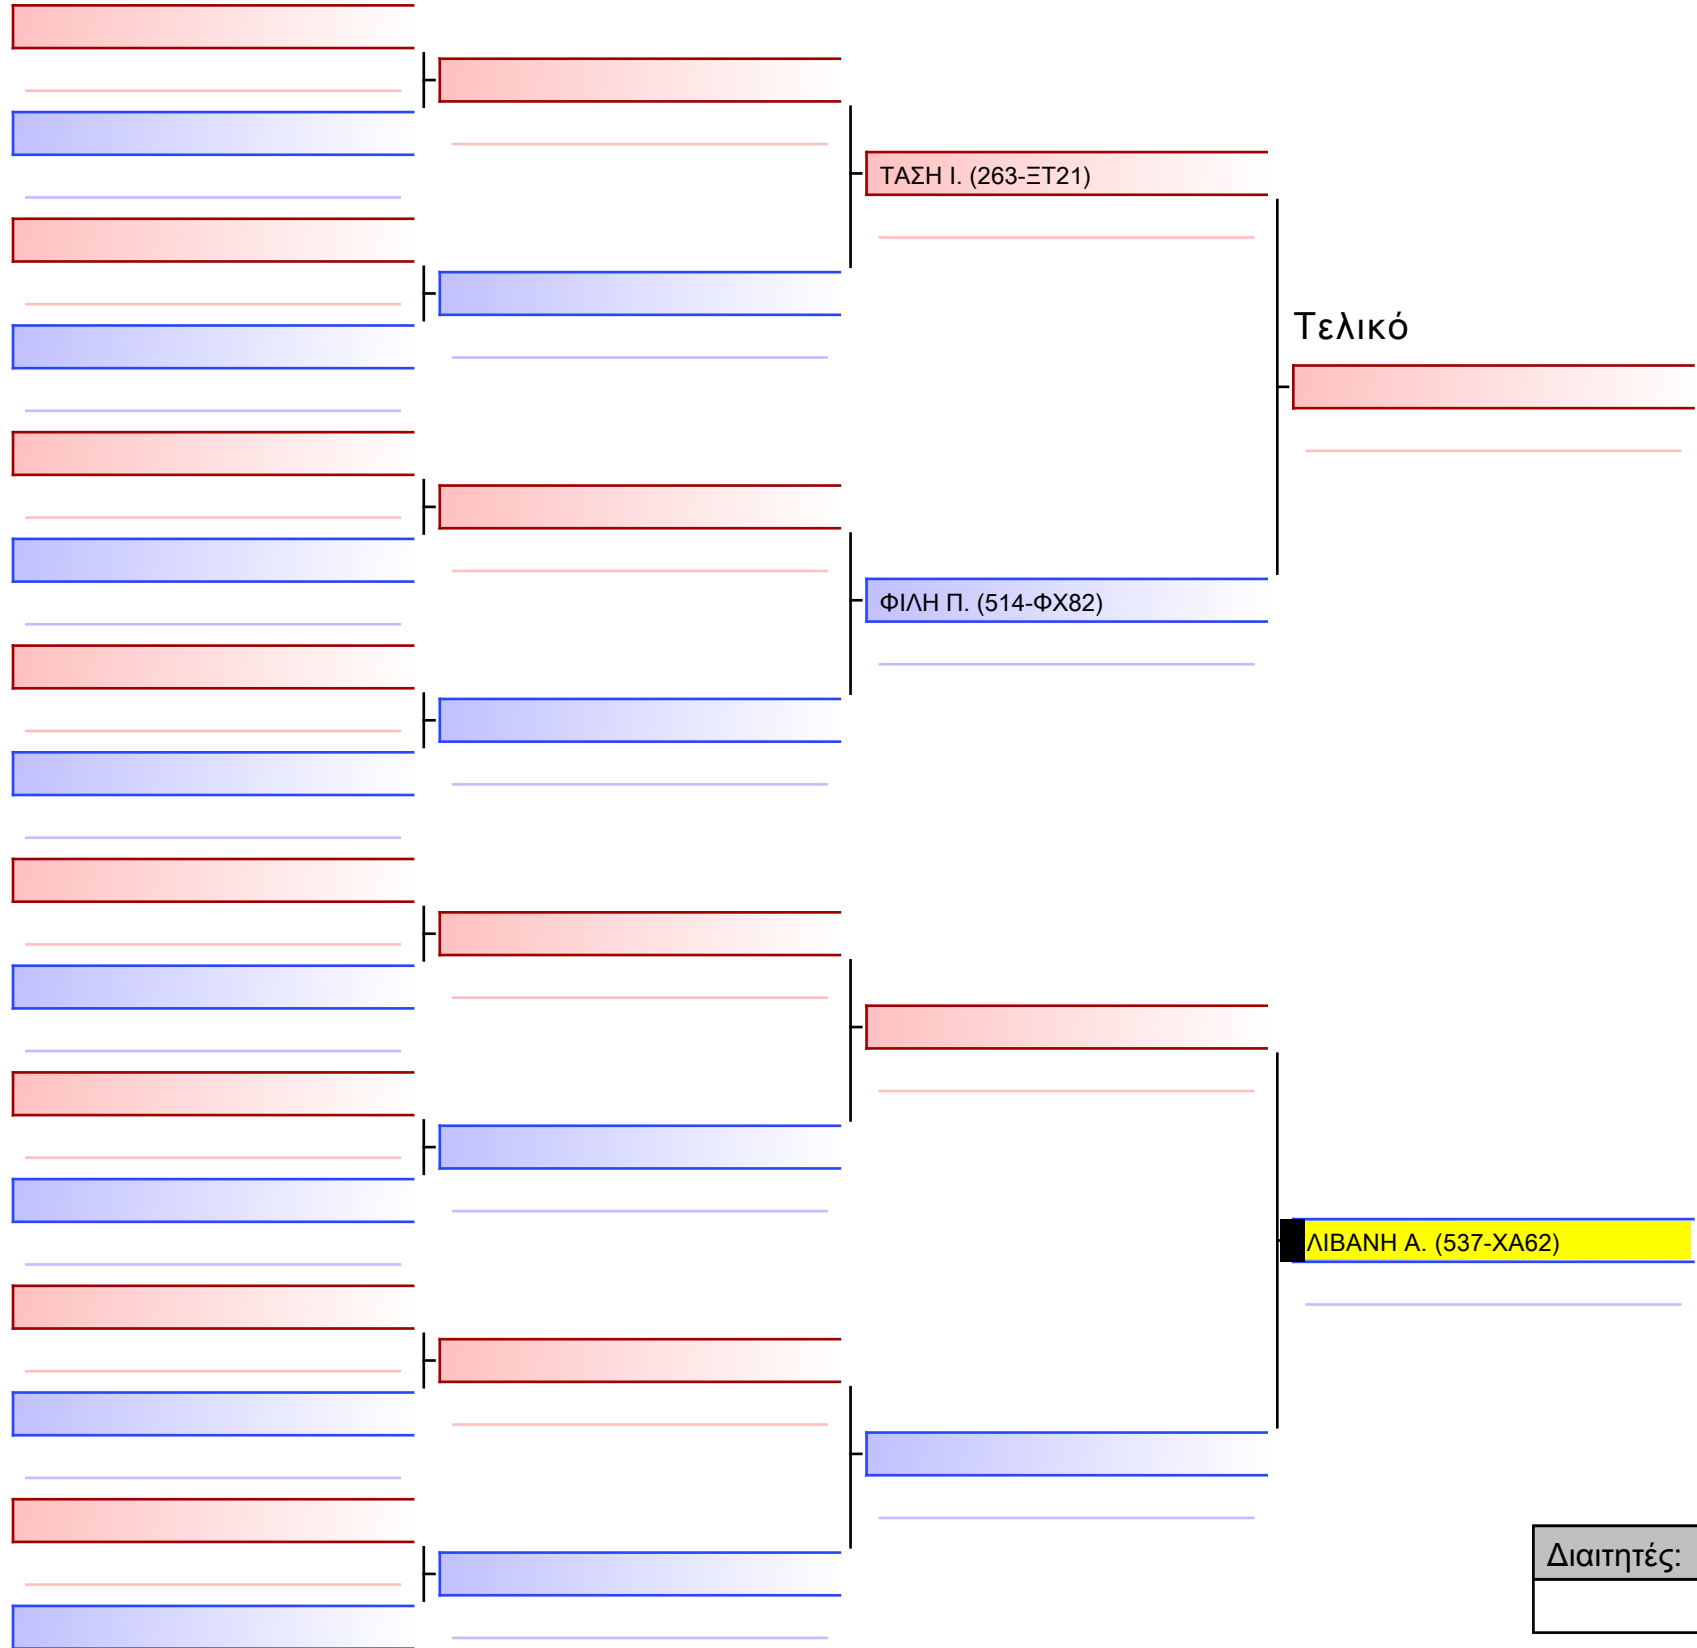 ΤΑΣΗ Ι. (263-ΞΤ21)
Τελικό
ΦΙΛΗ Π. (514-ΦΧ82)
ΛΙΒΑΝΗ Α. (537-ΧΑ62)
Διαιτητές: